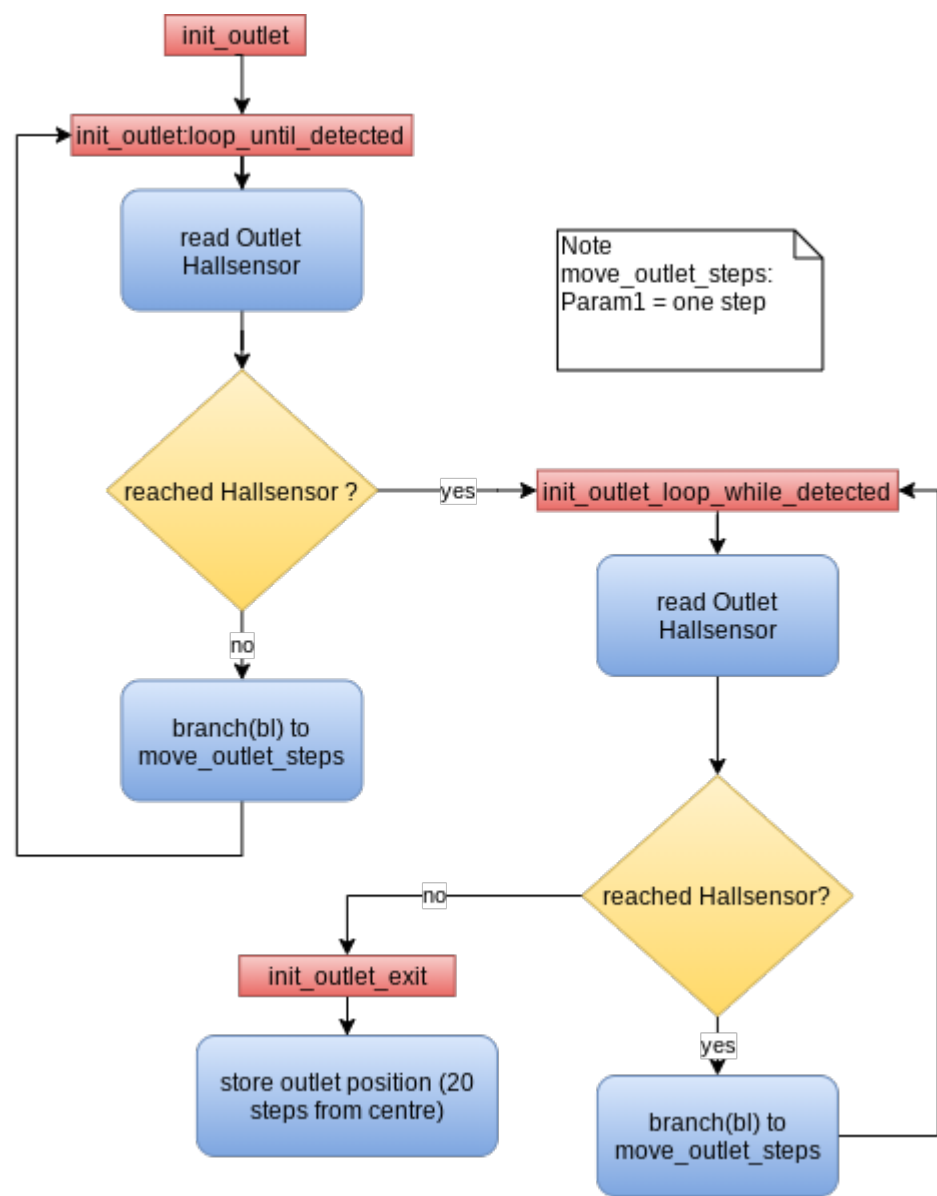 init_outlet
init_outlet:loop_until_detected
read Outlet
Hallsensor
Note
move_outlet_steps:
Param1 = one step
reached Hallsensor ?
yes
init_outlet_loop_while_detected
read Outlet
Hallsensor
no
branch(bl) to
move_outlet_steps
reached Hallsensor?
no
init_outlet_exit
store outlet position (20
steps from centre)
yes
branch(bl) to
move_outlet_steps